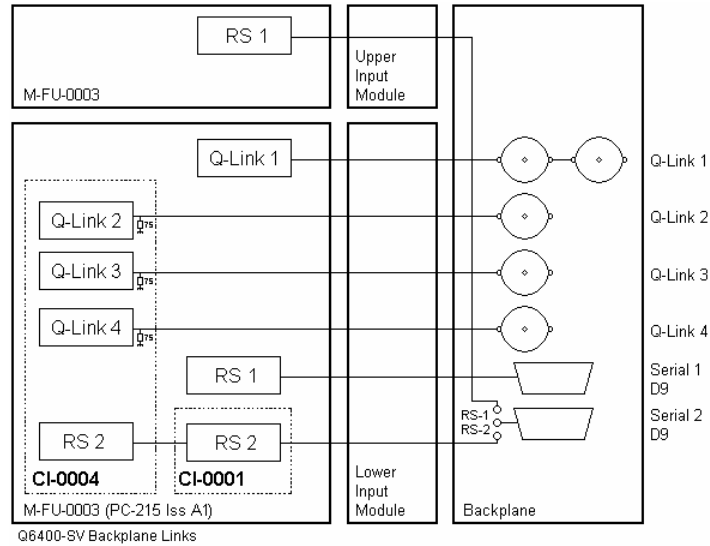 RS 1
Upper
Input
Module
M-FU-0003
Q-Link 1
Q-Link 1
Q-Link 2
75
Q-Link 2
Q-Link 3
75
Q-Link 3
Q-Link 4
75
Q-Link 4
RS 1
Serial 1
D9
RS-1
RS-2
Serial 2
D9
RS 2
RS 2
CI-0004
CI-0001
Lower
Input
Module
M-FU-0003 (PC-215 Iss A1)
Backplane
Q6400-SV Backplane Links